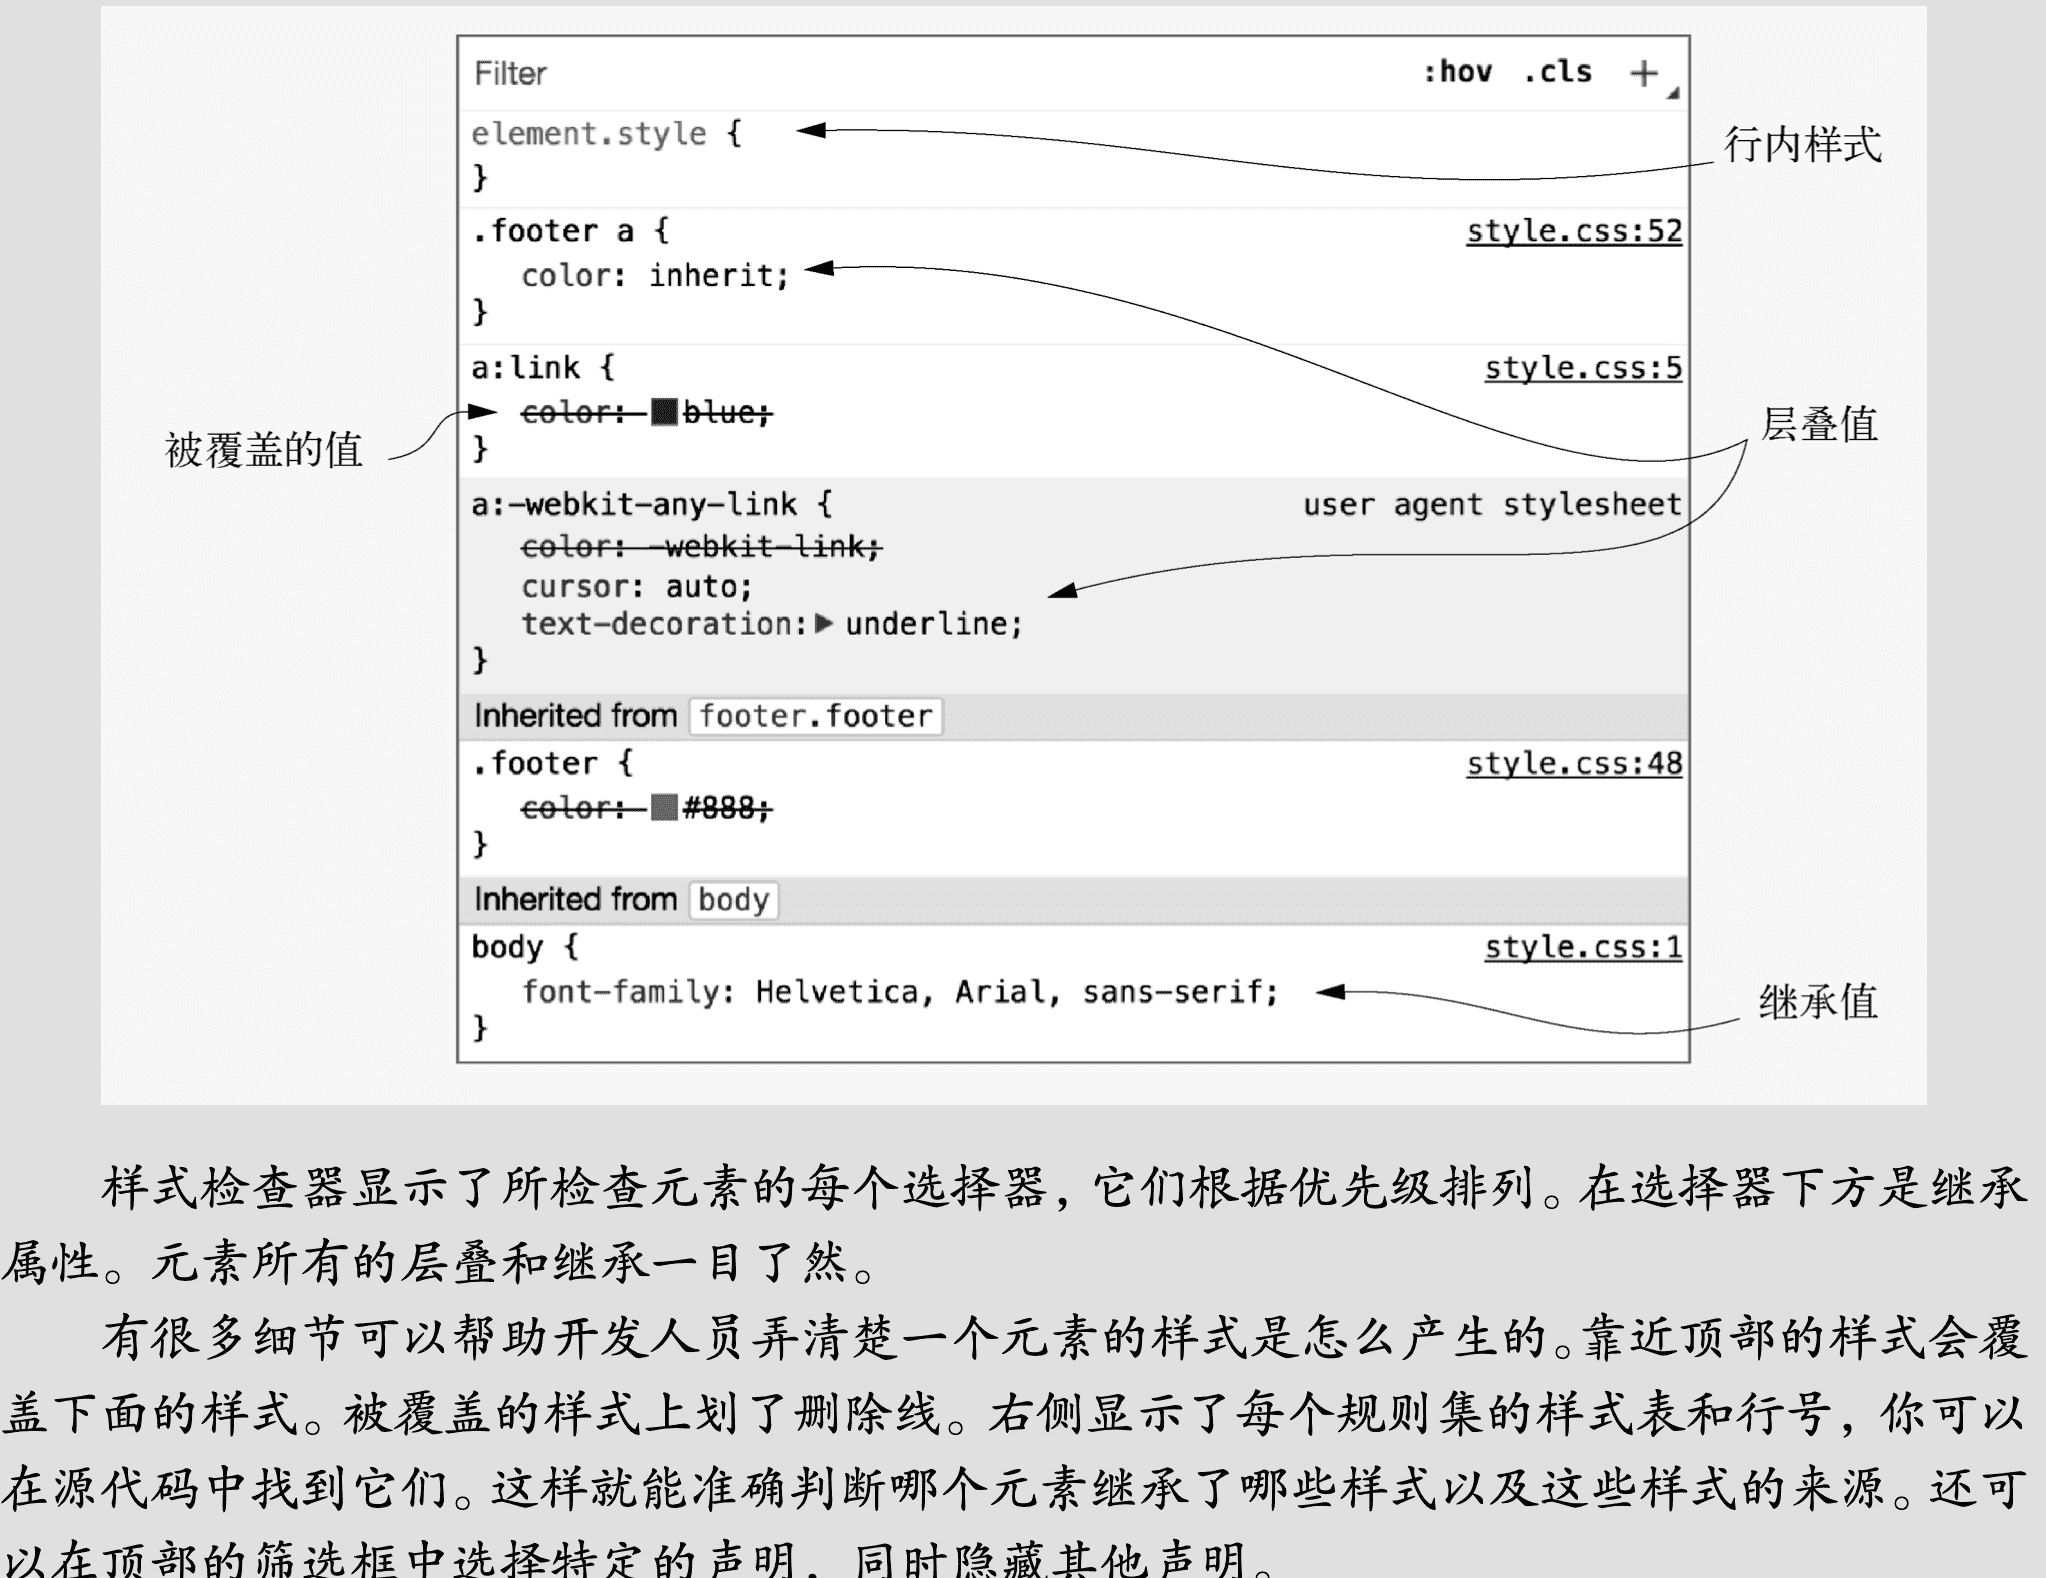 Filter :hov .cls +
element.style {
行内样式
}
.footer a { style.css:52
color: inherit;
}
a:link { style.css:5
color: blue;
层叠值
被覆盖的值
}
a:-webkit-any-link { user agent stylesheet
color: -webkit-link;
cursor: auto;
text-decoration: underline;
}
Inherited from footer.footer
.footer { style.css:48
color: #888;
}
Inherited from body
body { style.css:1
font-family: Helvetica, Arial, sans-serif;
继承值
}
样式检查器显示了所检查元素的每个选择器，它们根据优先级排列。在选择器下方是继承
属性。元素所有的层叠和继承一目了然。
有很多细节可以帮助开发人员弄清楚一个元素的样式是怎么产生的。靠近顶部的样式会覆
盖下面的样式。被覆盖的样式上划了删除线。右侧显示了每个规则集的样式表和行号，你可以
在源代码中找到它们。这样就能准确判断哪个元素继承了哪些样式以及这些样式的来源。还可
以在顶部的筛选框中选择特定的声明，同时隐藏其他声明。